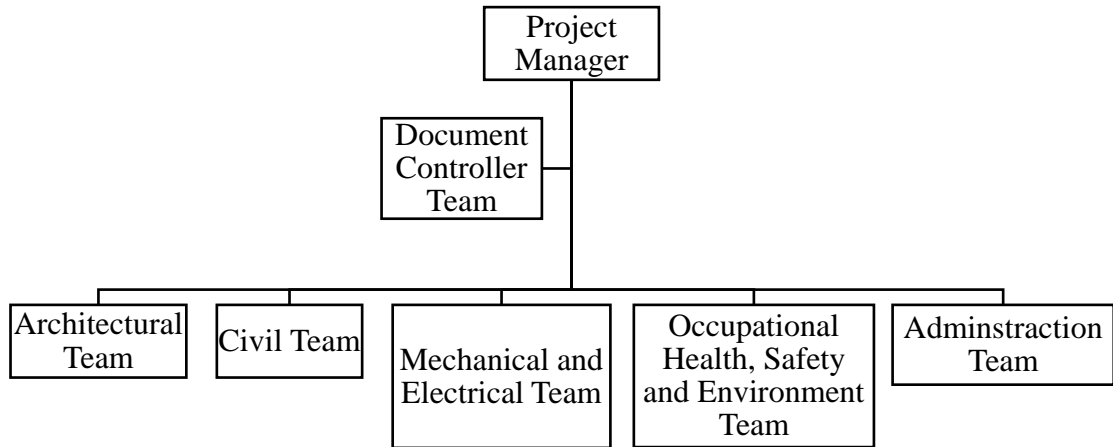 Project
Manager
Document
Controller
Team
Architectural
Team
Civil Team
Mechanical and
Electrical Team
Occupational
Health, Safety
and Environment
Team
Adminstraction
Team